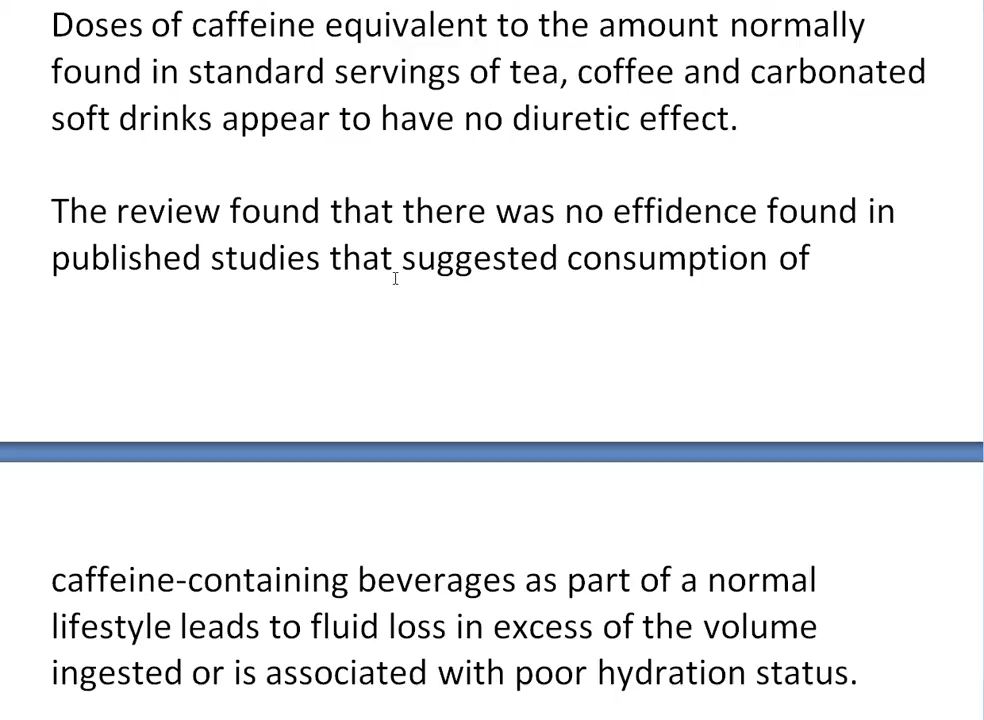 Doses of caffeine equivalent to the amount normally
found in standard servings of tea, coffee and carbonated
soft drinks appear to have no diuretic effect.
The review found that there was no effidence found in
published studies that suggested consumption of
caffeine-containing beverages as part of a normal
lifestyle leads to fluid loss in excess of the volume
ingested or is associated with poor hydration status.